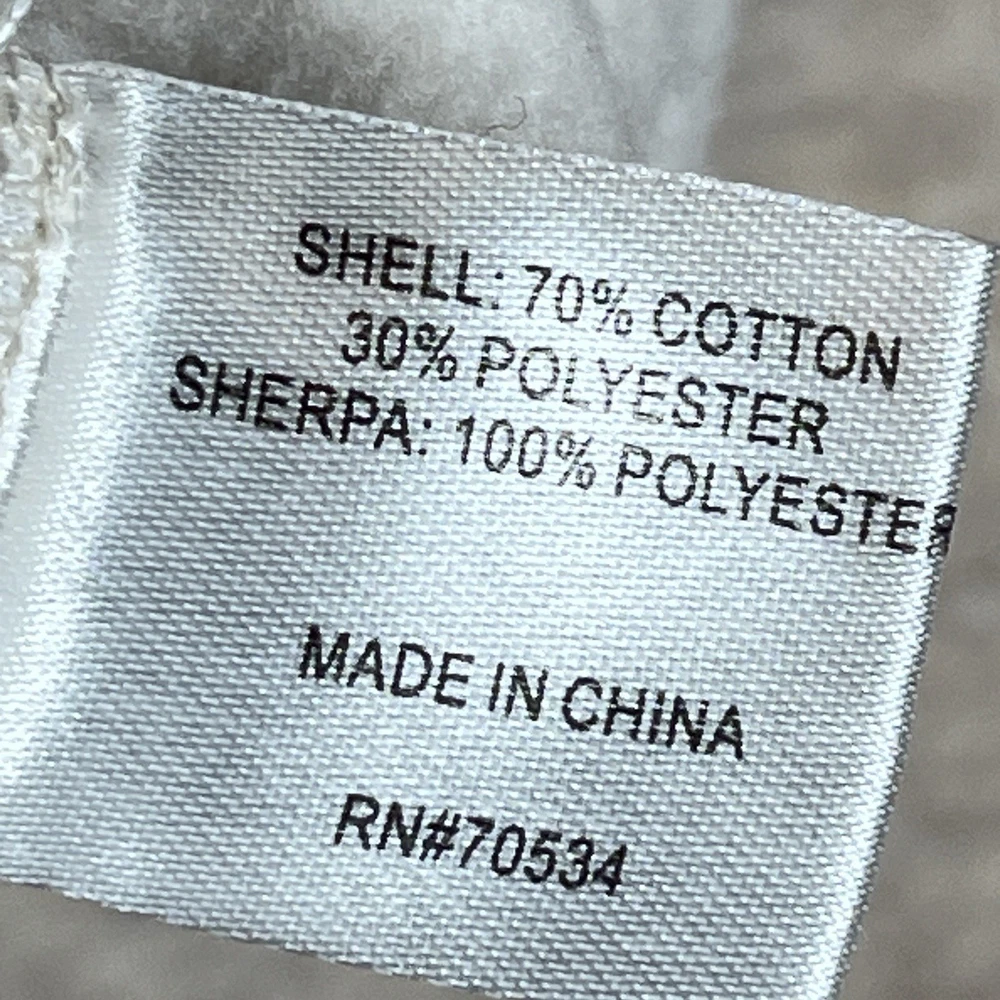 SHELL: 70% COTTON
30% POLYESTER
SHERPA: 100% POLYESTER
MADE IN CHINA
RN#70534